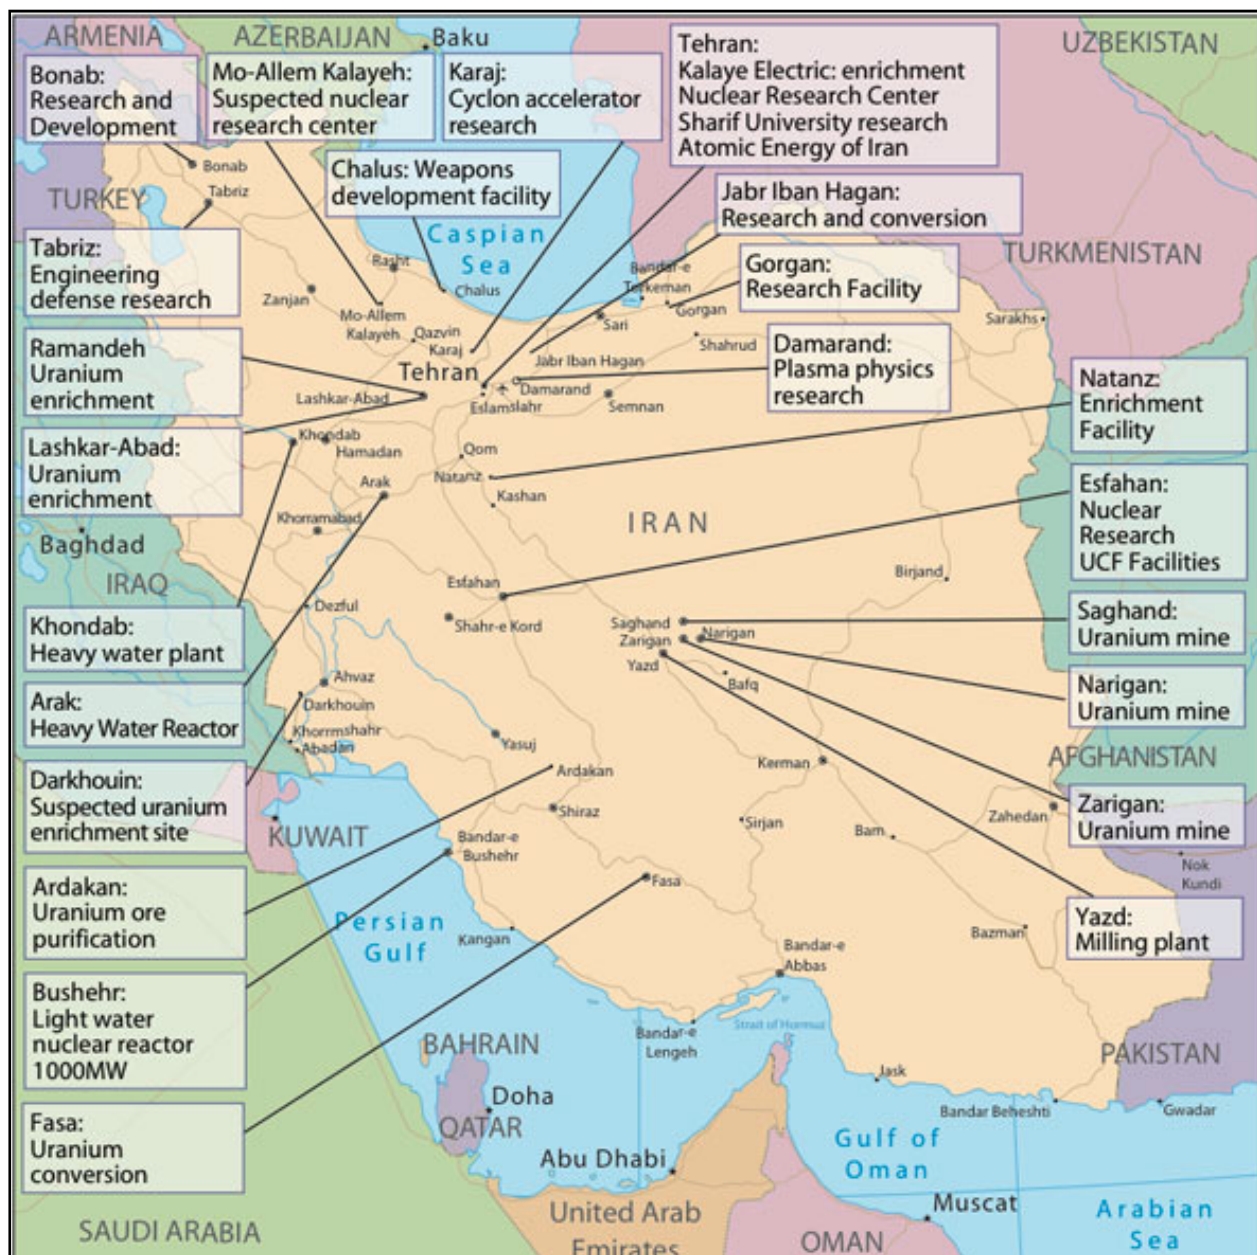 ARMENIA
AZERBAIJAN
Baku
UZBEKISTAN
Bonab:
Research and
Development
Mo-Allem Kalayeh:
Suspected nuclear
research center
Karaj:
Cyclon accelerator
research
Tehran:
Kalaye Electric: enrichment
Nuclear Research Center
Sharif University research
Atomic Energy of Iran
Chalus: Weapons
development facility
Jabr Iban Hagan:
Research and conversion
Bonab
Tabriz
TURKEY
Caspian
Sea
TURKMENISTAN
Tabriz:
Engineering
defense research
Gorgan:
Research Facility
Rasht
Zanjan
Chalus
Bandar-e
Torkeman
Gorgan
Sari
Sarakhs
Mo-Allem
Kalayeh
Qazvin
Karaj
Shahrud
Jabr Iban Hagan
Ramandeh
Uranium
enrichment
Damarand:
Plasma physics
research
Tehran
Damarand
Lashkar-Abad
Eslamslahr
Semnan
Natanz:
Enrichment
Facility
Lashkar-Abad:
Uranium
enrichment
Khondab
Hamadan
Qom
Natanz
Arak
Kashan
Esfahan:
Nuclear
Research
UCF Facilities
Khorramabad
IRAN
Baghdad
IRAQ
Esfahan
Birjand
Dezful
Shahr-e Kord
Saghand
Zarigan
Narigan
Yazd
Bafq
Saghand:
Uranium mine
Khondab:
Heavy water plant
Narigan:
Uranium mine
Arak:
Heavy Water Reactor
Ahvaz
Darkhouin
Khorrmshahr
Abadan
Yasuj
Ardakan
Kerman
AFGHANISTAN
Darkhouin:
Suspected uranium
enrichment site
KUWAIT
Shiraz
Sirjan
Bam
Zahedan
Zarigan:
Uranium mine
Bandar-e
Bushehr
Nok
Kundi
Ardakan:
Uranium ore
purification
Fasa
Persian
Gulf
Kangan
Bazman
Yazd:
Milling plant
Bandar-e
Abbas
Bushehr:
Light water
nuclear reactor
1000MW
Bandar-e
Lengeh
Strait of Hormuz
BAHRAIN
PAKISTAN
Jask
Doha
QATAR
Bandar Beheshti
Gwadar
Fasa:
Uranium
conversion
Abu Dhabi
Gulf of
Oman
Muscat
Arabian
Sea
SAUDI ARABIA
United Arab
Emirates
OMAN